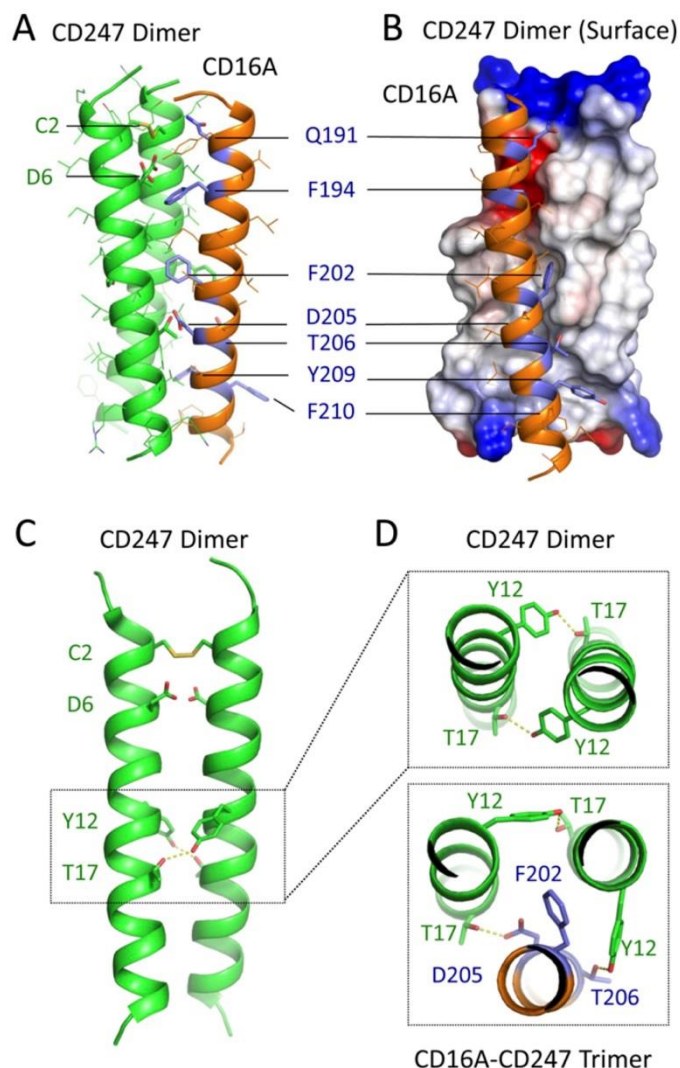 A
CD247 Dimer
CD16A
C2
D6
B
CD247 Dimer (Surface)
CD16A
Q191
F194
F202
D205
T206
Y209
F210
C
CD247 Dimer
C2
D6
Y12
T17
D
CD247 Dimer
Y12
T17
T17
Y12
Y12
T17
F202
T17
Y12
D205
T206
CD16A-CD247 Trimer